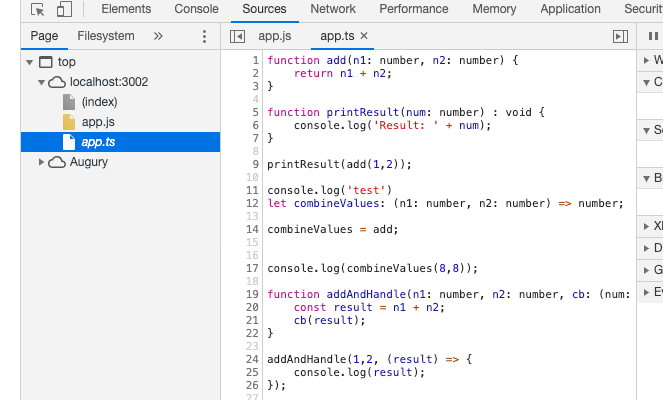 Elements Console Sources Network Performance Memory Application Securit
Page Filesystem » app.js app.ts ×
top
localhost:3002
(index)
app.js
app.ts
Augury
1 function add(n1: number, n2: number) {
2 return n1 + n2;
3 }
4
5 function printResult(num: number) : void {
6 console.log('Result: ' + num);
7 }
8
9 printResult(add(1,2));
10
11 console.log('test')
12 let combineValues: (n1: number, n2: number) => number;
13
14 combineValues = add;
15
16
17 console.log(combineValues(8,8));
18
19 function addAndHandle(n1: number, n2: number, cb: (num:
20 const result = n1 + n2;
21 cb(result);
22 }
23
24 addAndHandle(1,2, (result) => {
25 console.log(result);
26 });
27
W
C
So
B
XH
D
G
Ev